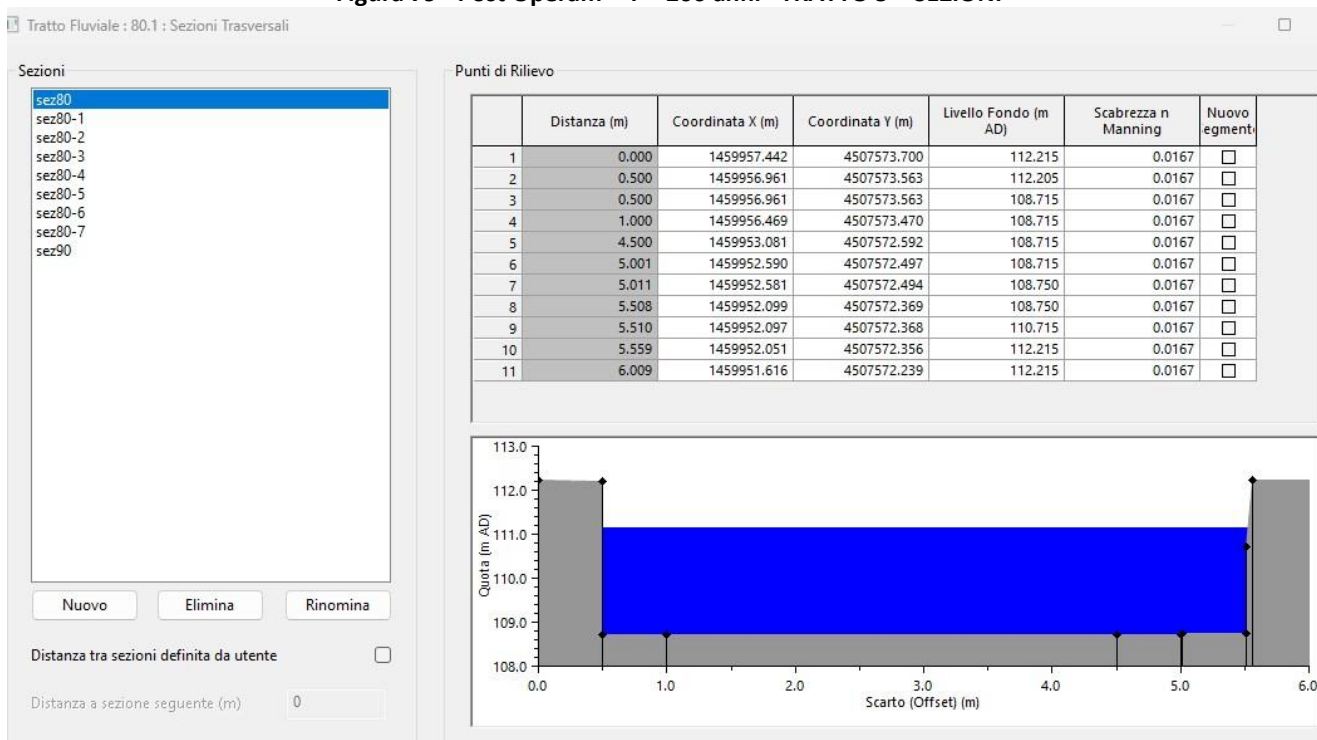 Tratto Fluviale : 80.1 : Sezioni Trasversali
Sezioni
sez80
sez80-1
sez80-2
sez80-3
sez80-4
sez80-5
sez80-6
sez80-7
sez90
Nuovo Elimina Rinomina
Distanza tra sezioni definita da utente
Distanza a sezione seguente (m) 0
Punti di Rilievo
Distanza (m) Coordinata X (m) Coordinata Y (m) Livello Fondo (m AD) Scabrezza n Manning Nuovo egment
1 0.000 1459957.442 4507573.700 112.215 0.0167
2 0.500 1459956.961 4507573.563 112.205 0.0167
3 0.500 1459956.961 4507573.563 108.715 0.0167
4 1.000 1459956.469 4507573.470 108.715 0.0167
5 4.500 1459953.081 4507572.592 108.715 0.0167
6 5.001 1459952.590 4507572.497 108.715 0.0167
7 5.011 1459952.581 4507572.494 108.750 0.0167
8 5.508 1459952.099 4507572.369 108.750 0.0167
9 5.510 1459952.097 4507572.368 110.715 0.0167
10 5.559 1459952.051 4507572.356 112.215 0.0167
11 6.009 1459951.616 4507572.239 112.215 0.0167
113.0
112.0
111.0
110.0
109.0
108.0
Quota (m AD)
0.0 1.0 2.0 3.0 4.0 5.0 6.0
Scarto (Offset) (m)